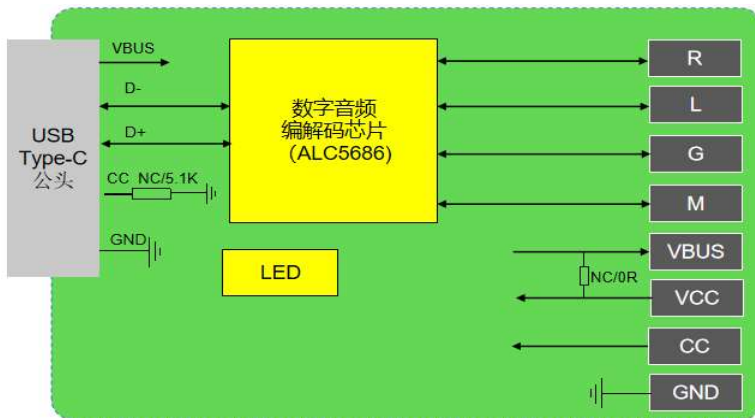 VBUS
D-
D+
USB
Type-C
公头
CC NC/5.1K
GND
数字音频
编解码芯片
（ALC5686)
LED
R
L
G
M
VBUS
NC/0R
VCC
CC
GND